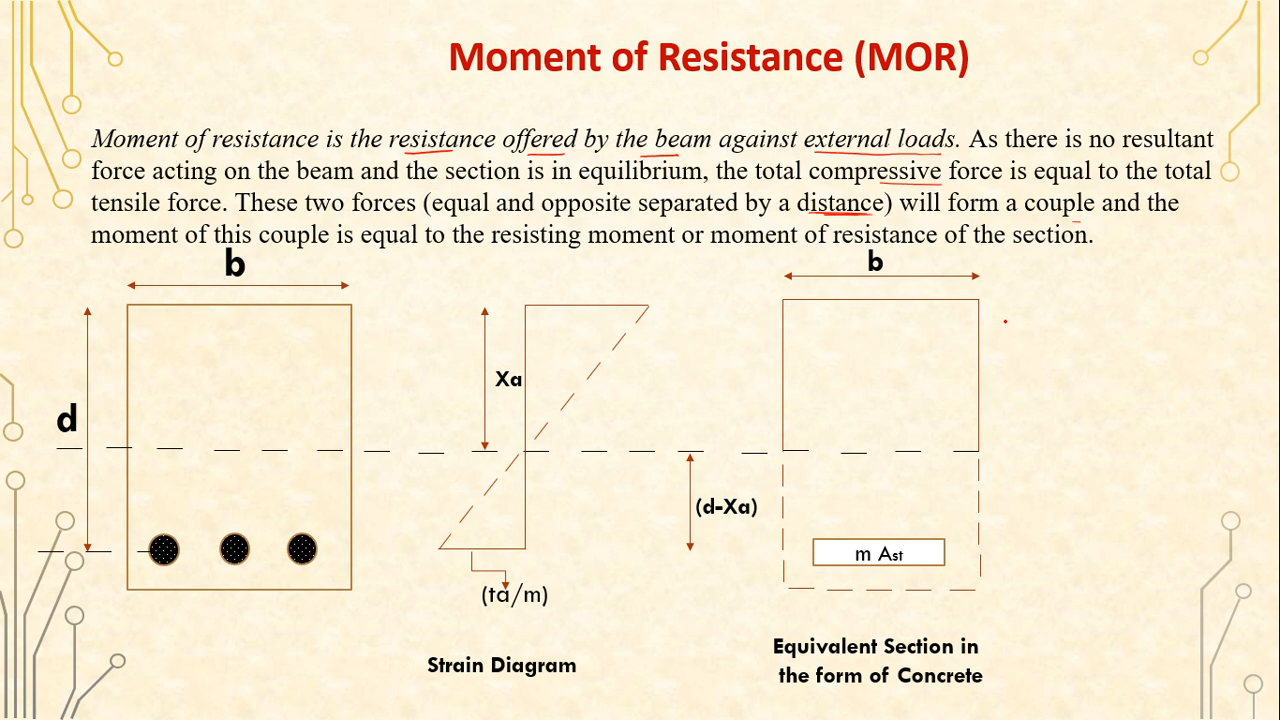 Moment of Resistance (MOR)
Moment of resistance is the resistance offered by the beam against external loads. As there is no resultant
force acting on the beam and the section is in equilibrium, the total compressive force is equal to the total
tensile force. These two forces (equal and opposite separated by a distance) will form a couple and the
moment of this couple is equal to the resisting moment or moment of resistance of the section.
b
b
Xa
d
(d-Xa)
m Ast
(ta/m)
Strain Diagram
Equivalent Section in
the form of Concrete